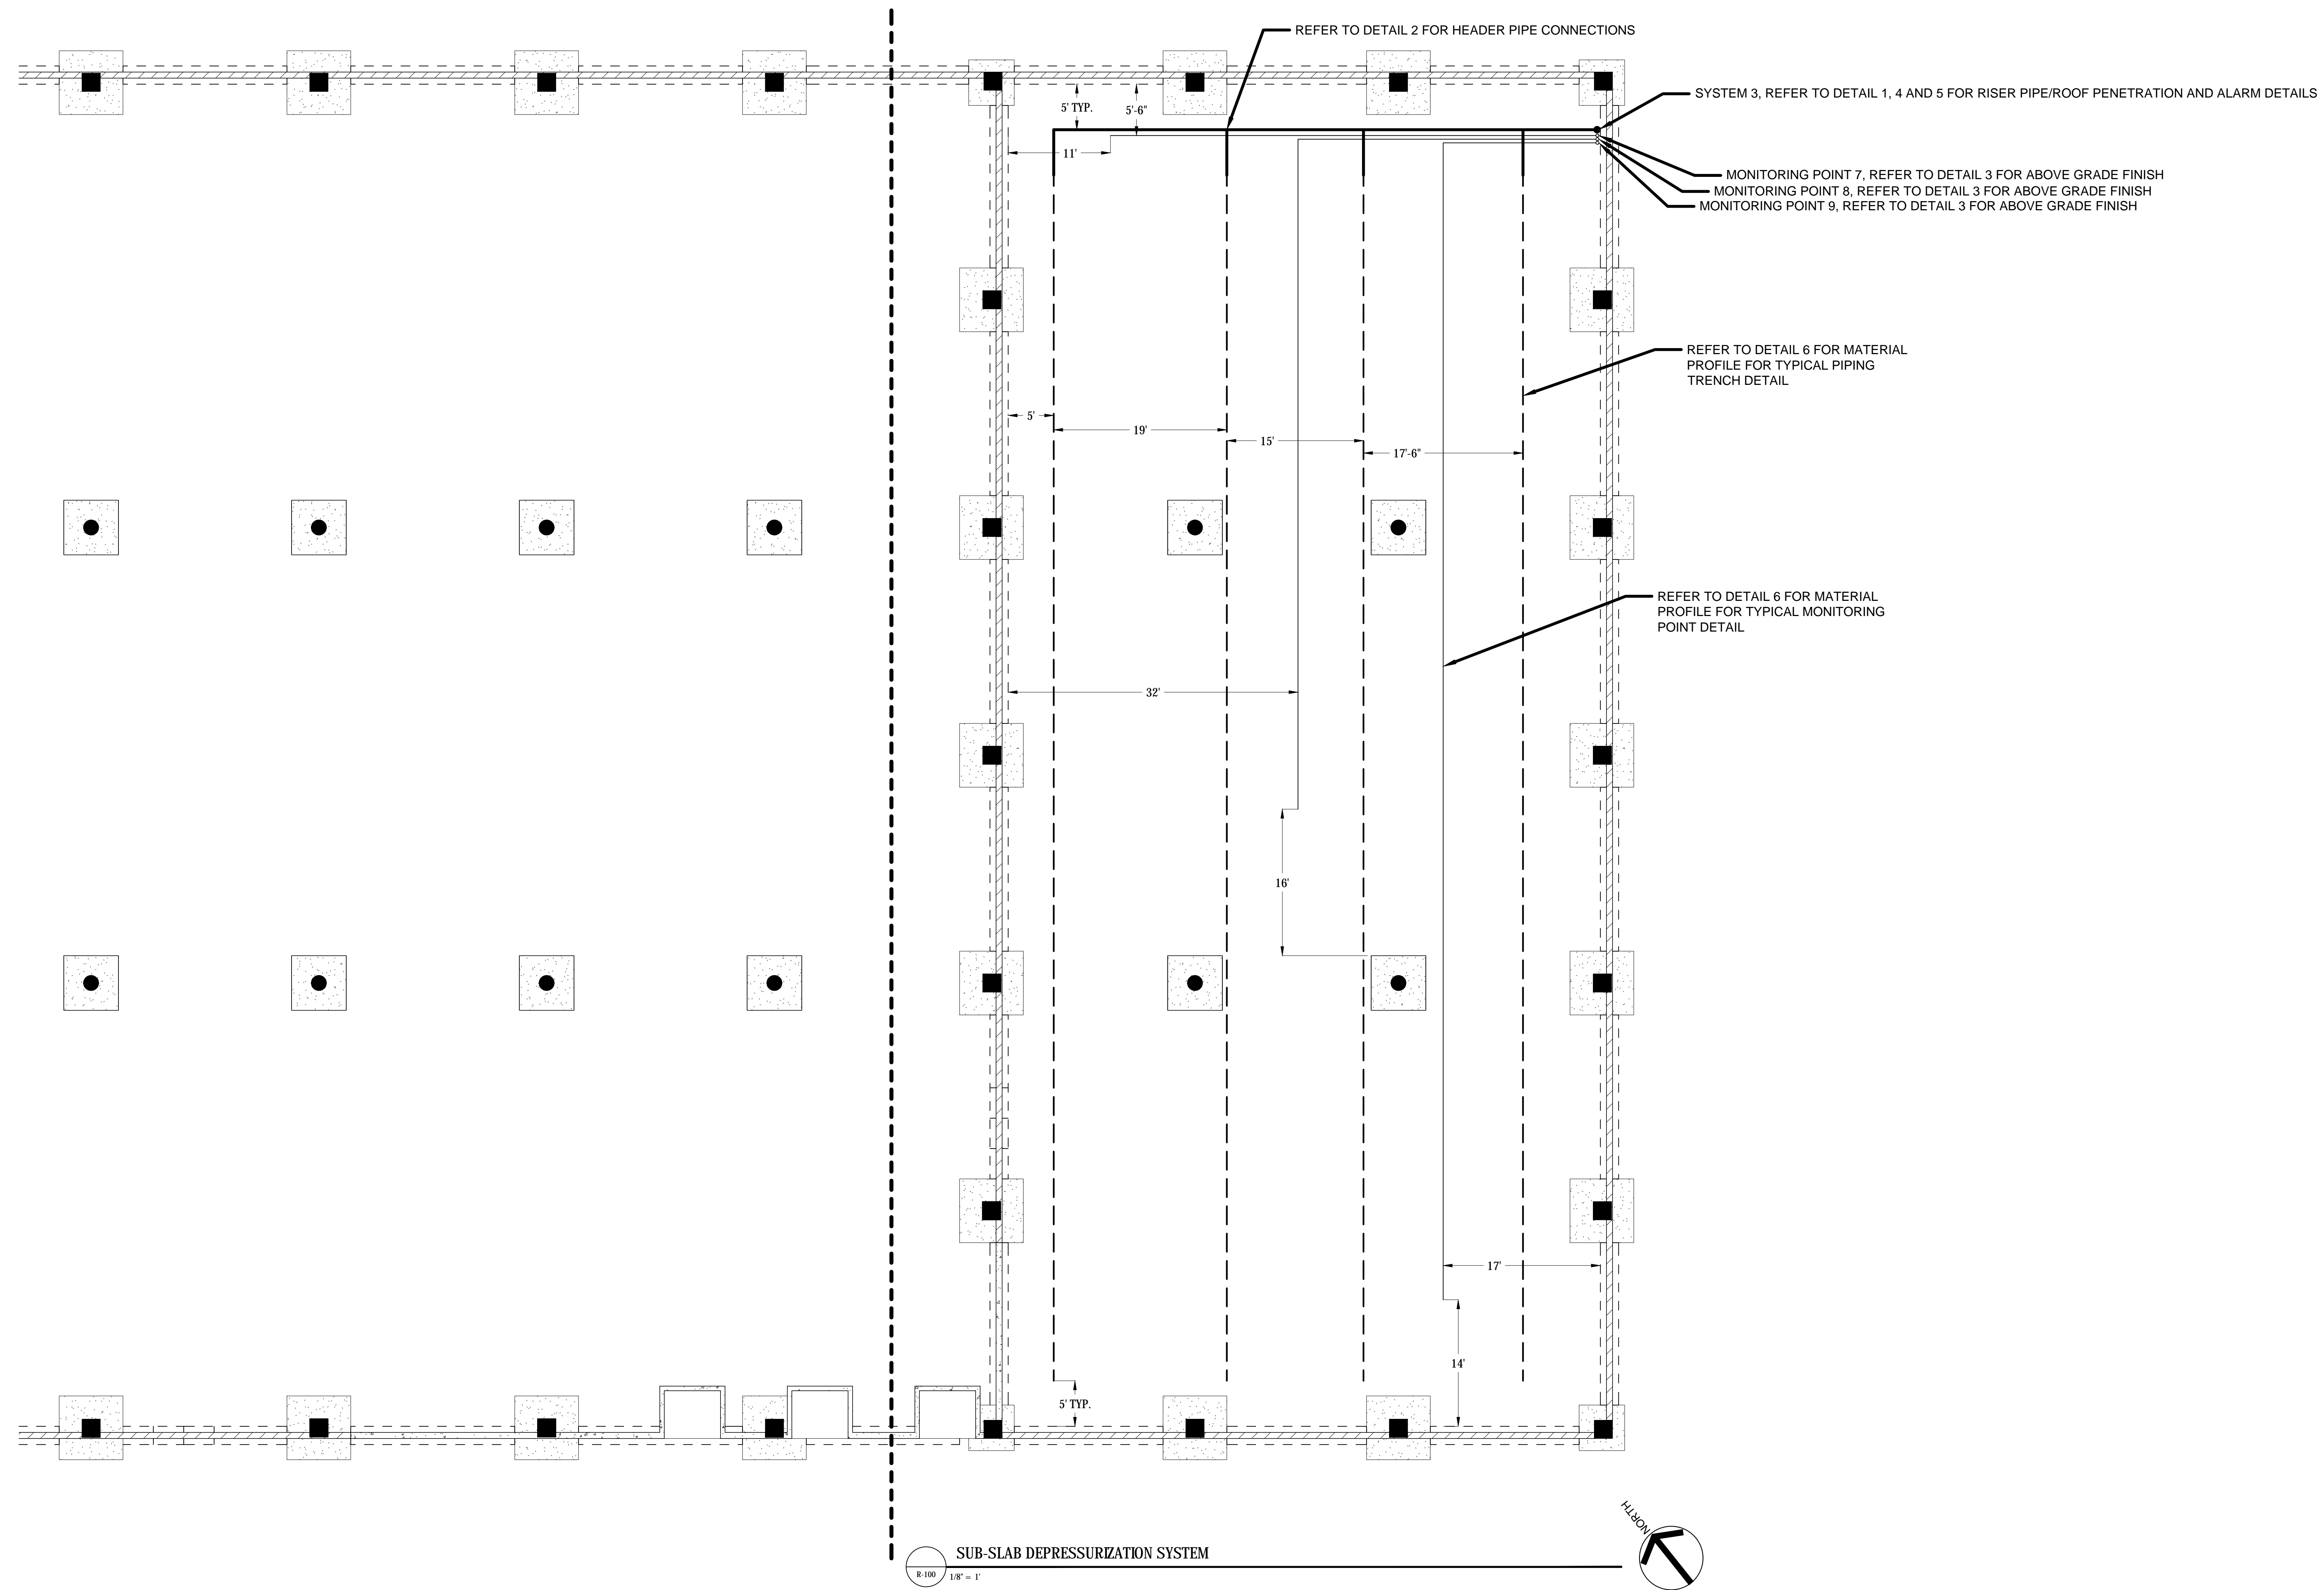 REFER TO DETAIL 2 FOR HEADER PIPE CONNECTIONS
SYSTEM 3, REFER TO DETAIL 1, 4 AND 5 FOR RISER PIPE/ROOF PENETRATION AND ALARM DETAILS
5' TYP.
5'-6"
11'
MONITORING POINT 7, REFER TO DETAIL 3 FOR ABOVE GRADE FINISH
MONITORING POINT 8, REFER TO DETAIL 3 FOR ABOVE GRADE FINISH
MONITORING POINT 9, REFER TO DETAIL 3 FOR ABOVE GRADE FINISH
REFER TO DETAIL 6 FOR MATERIAL
PROFILE FOR TYPICAL PIPING
TRENCH DETAIL
5'
19'
15'
17'-6"
REFER TO DETAIL 6 FOR MATERIAL
PROFILE FOR TYPICAL MONITORING
POINT DETAIL
32'
16'
17'
14'
5' TYP.
NORTH
SUB-SLAB DEPRESSURIZATION SYSTEM
R-100
1/8" = 1'